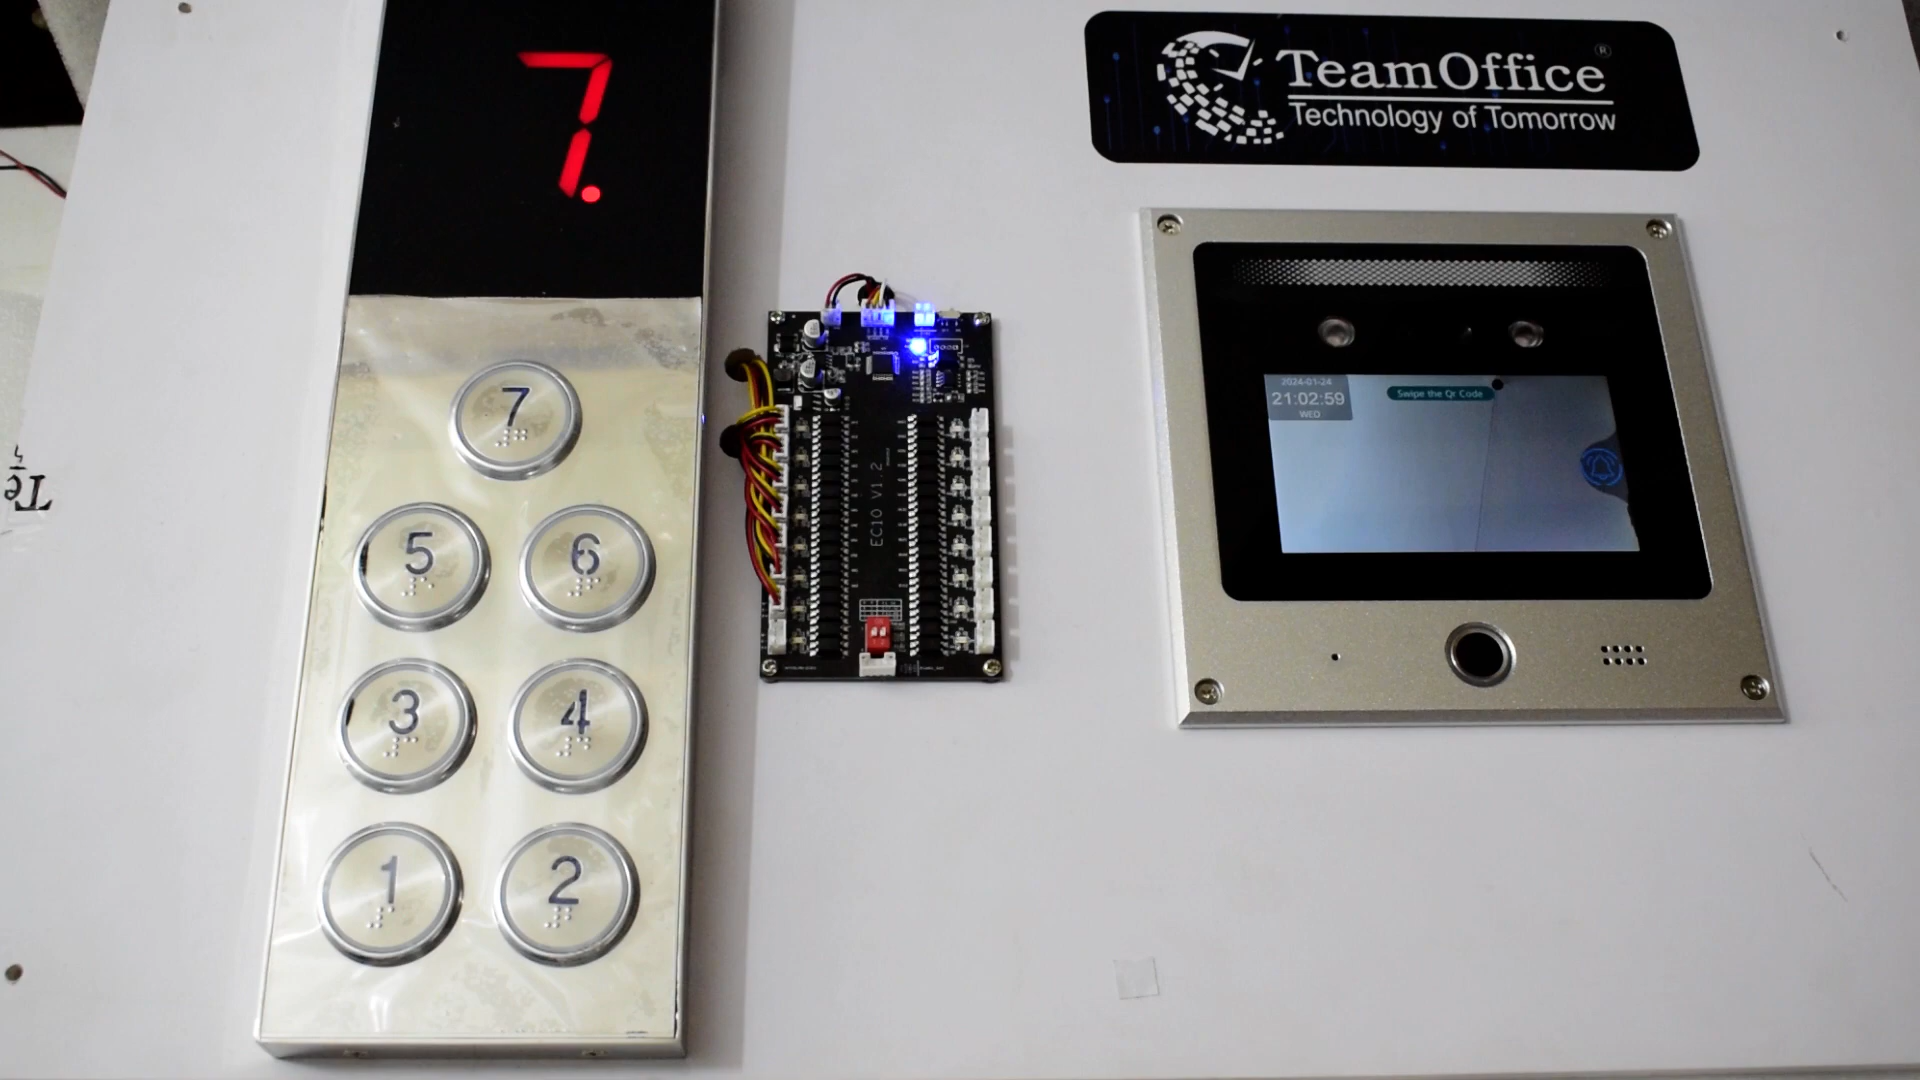 7.
TeamOffice®
Technology of Tomorrow
2024-01-24
21:02:59
WED
Swipe the Qr Code
7
5
6
3
4
1
2
EC10 V1.2